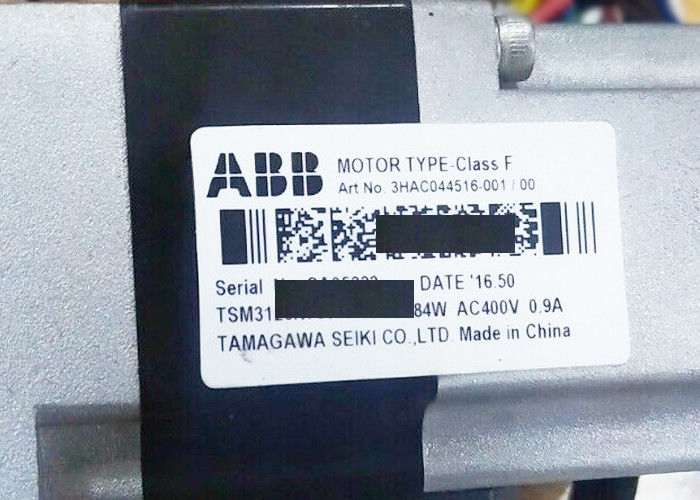 ABB
MOTOR TYPE-Class F
Art No. 3HAC044516-001 / 00
Serial DATE '16.50
84W AC400V 0.9A
TAMAGAWA SEIKI CO.,LTD. Made in China